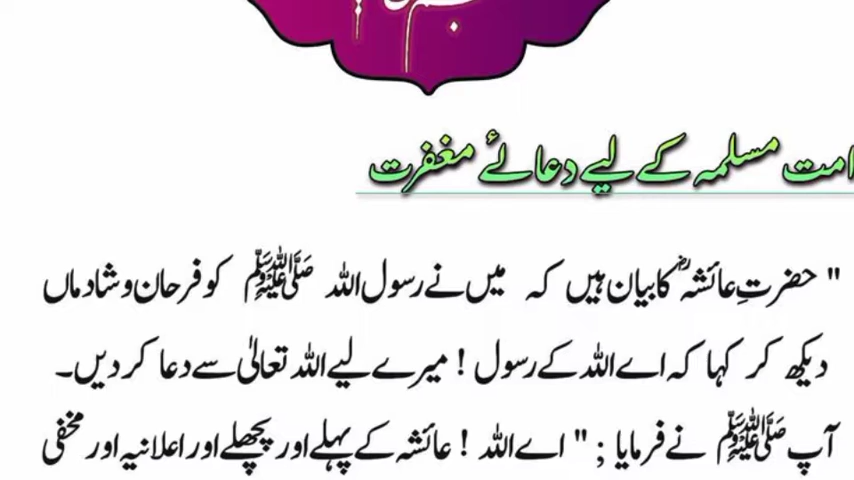 امت مسلمہ کے لیے دعائے مغفرت
" حضرتِ عائشہؓ کا بیان ہیں کہ میں نے رسول اللہ ﷺ کو فرحان و شادماں
دیکھ کر کہا کہ اے اللہ کے رسول ! میرے لیے اللہ تعالیٰ سے دعا کر دیں۔
آپ ﷺ نے فرمایا ; " اے اللہ ! عائشہ کے پہلے اور پچھلے اور اعلانیہ اور مخفی